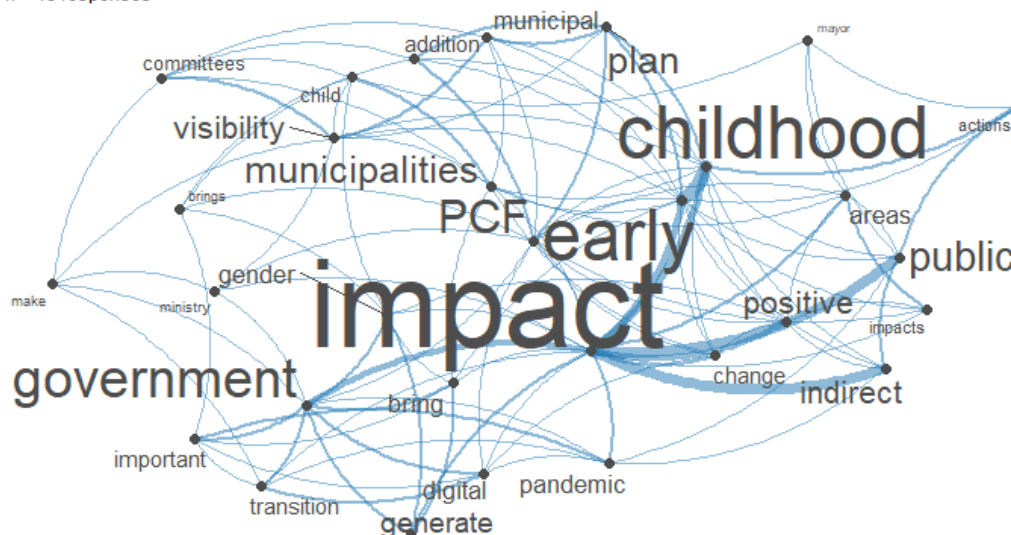 municipal
mayor
addition
committees
plan
child
childhood
visibility
actions
municipalities
brings
PCF
areas
early
public
gender
impact
make
ministry
positive
impacts
government
change
indirect
bring
important
digital
pandemic
transition
generate